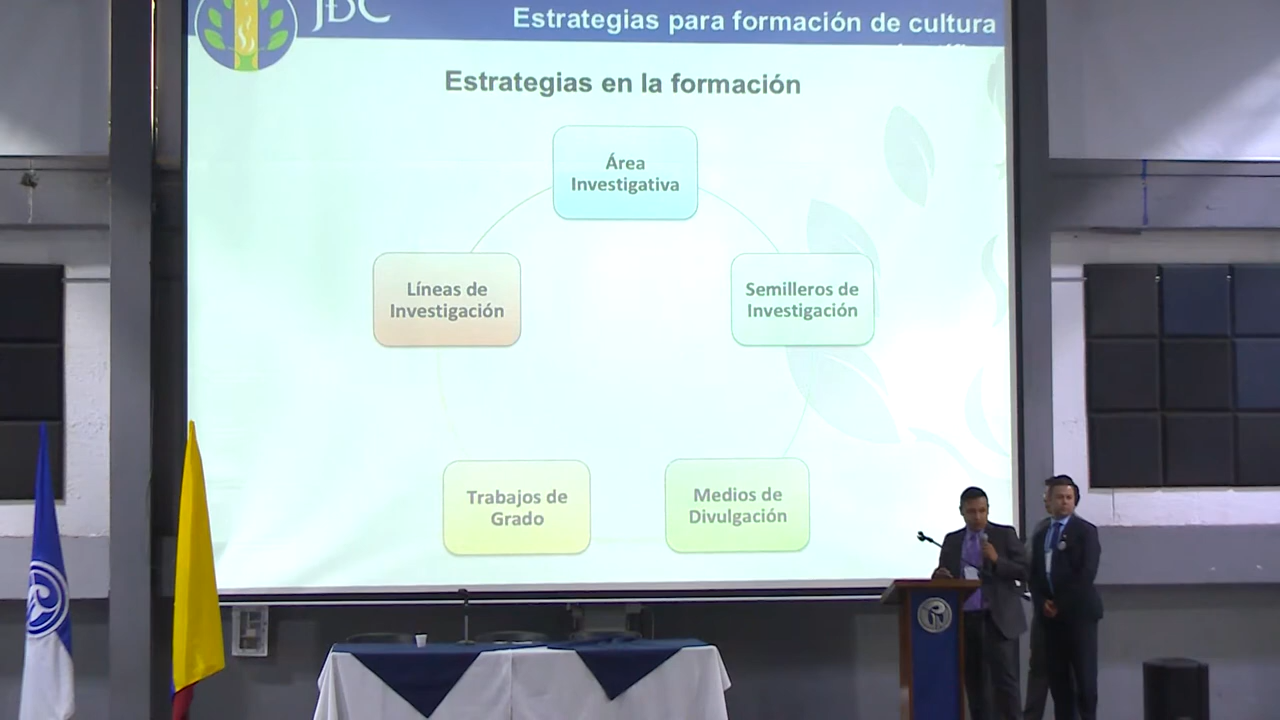 JDC
Estrategias para formación de cultura
Estrategias en la formación
Área
Investigativa
Líneas de
Investigación
Semilleros de
Investigación
Trabajos de
Grado
Medios de
Divulgación